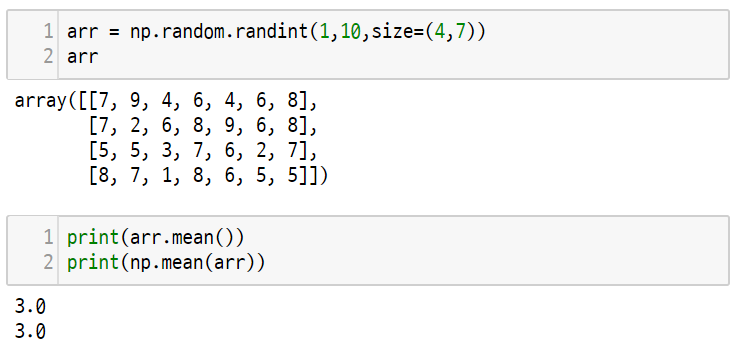 1 arr = np.random.randint(1,10,size=(4,7))
2 arr
array([[7, 9, 4, 6, 4, 6, 8],
       [7, 2, 6, 8, 9, 6, 8],
       [5, 5, 3, 7, 6, 2, 7],
       [8, 7, 1, 8, 6, 5, 5]])
1 print(arr.mean())
2 print(np.mean(arr))
3.0
3.0